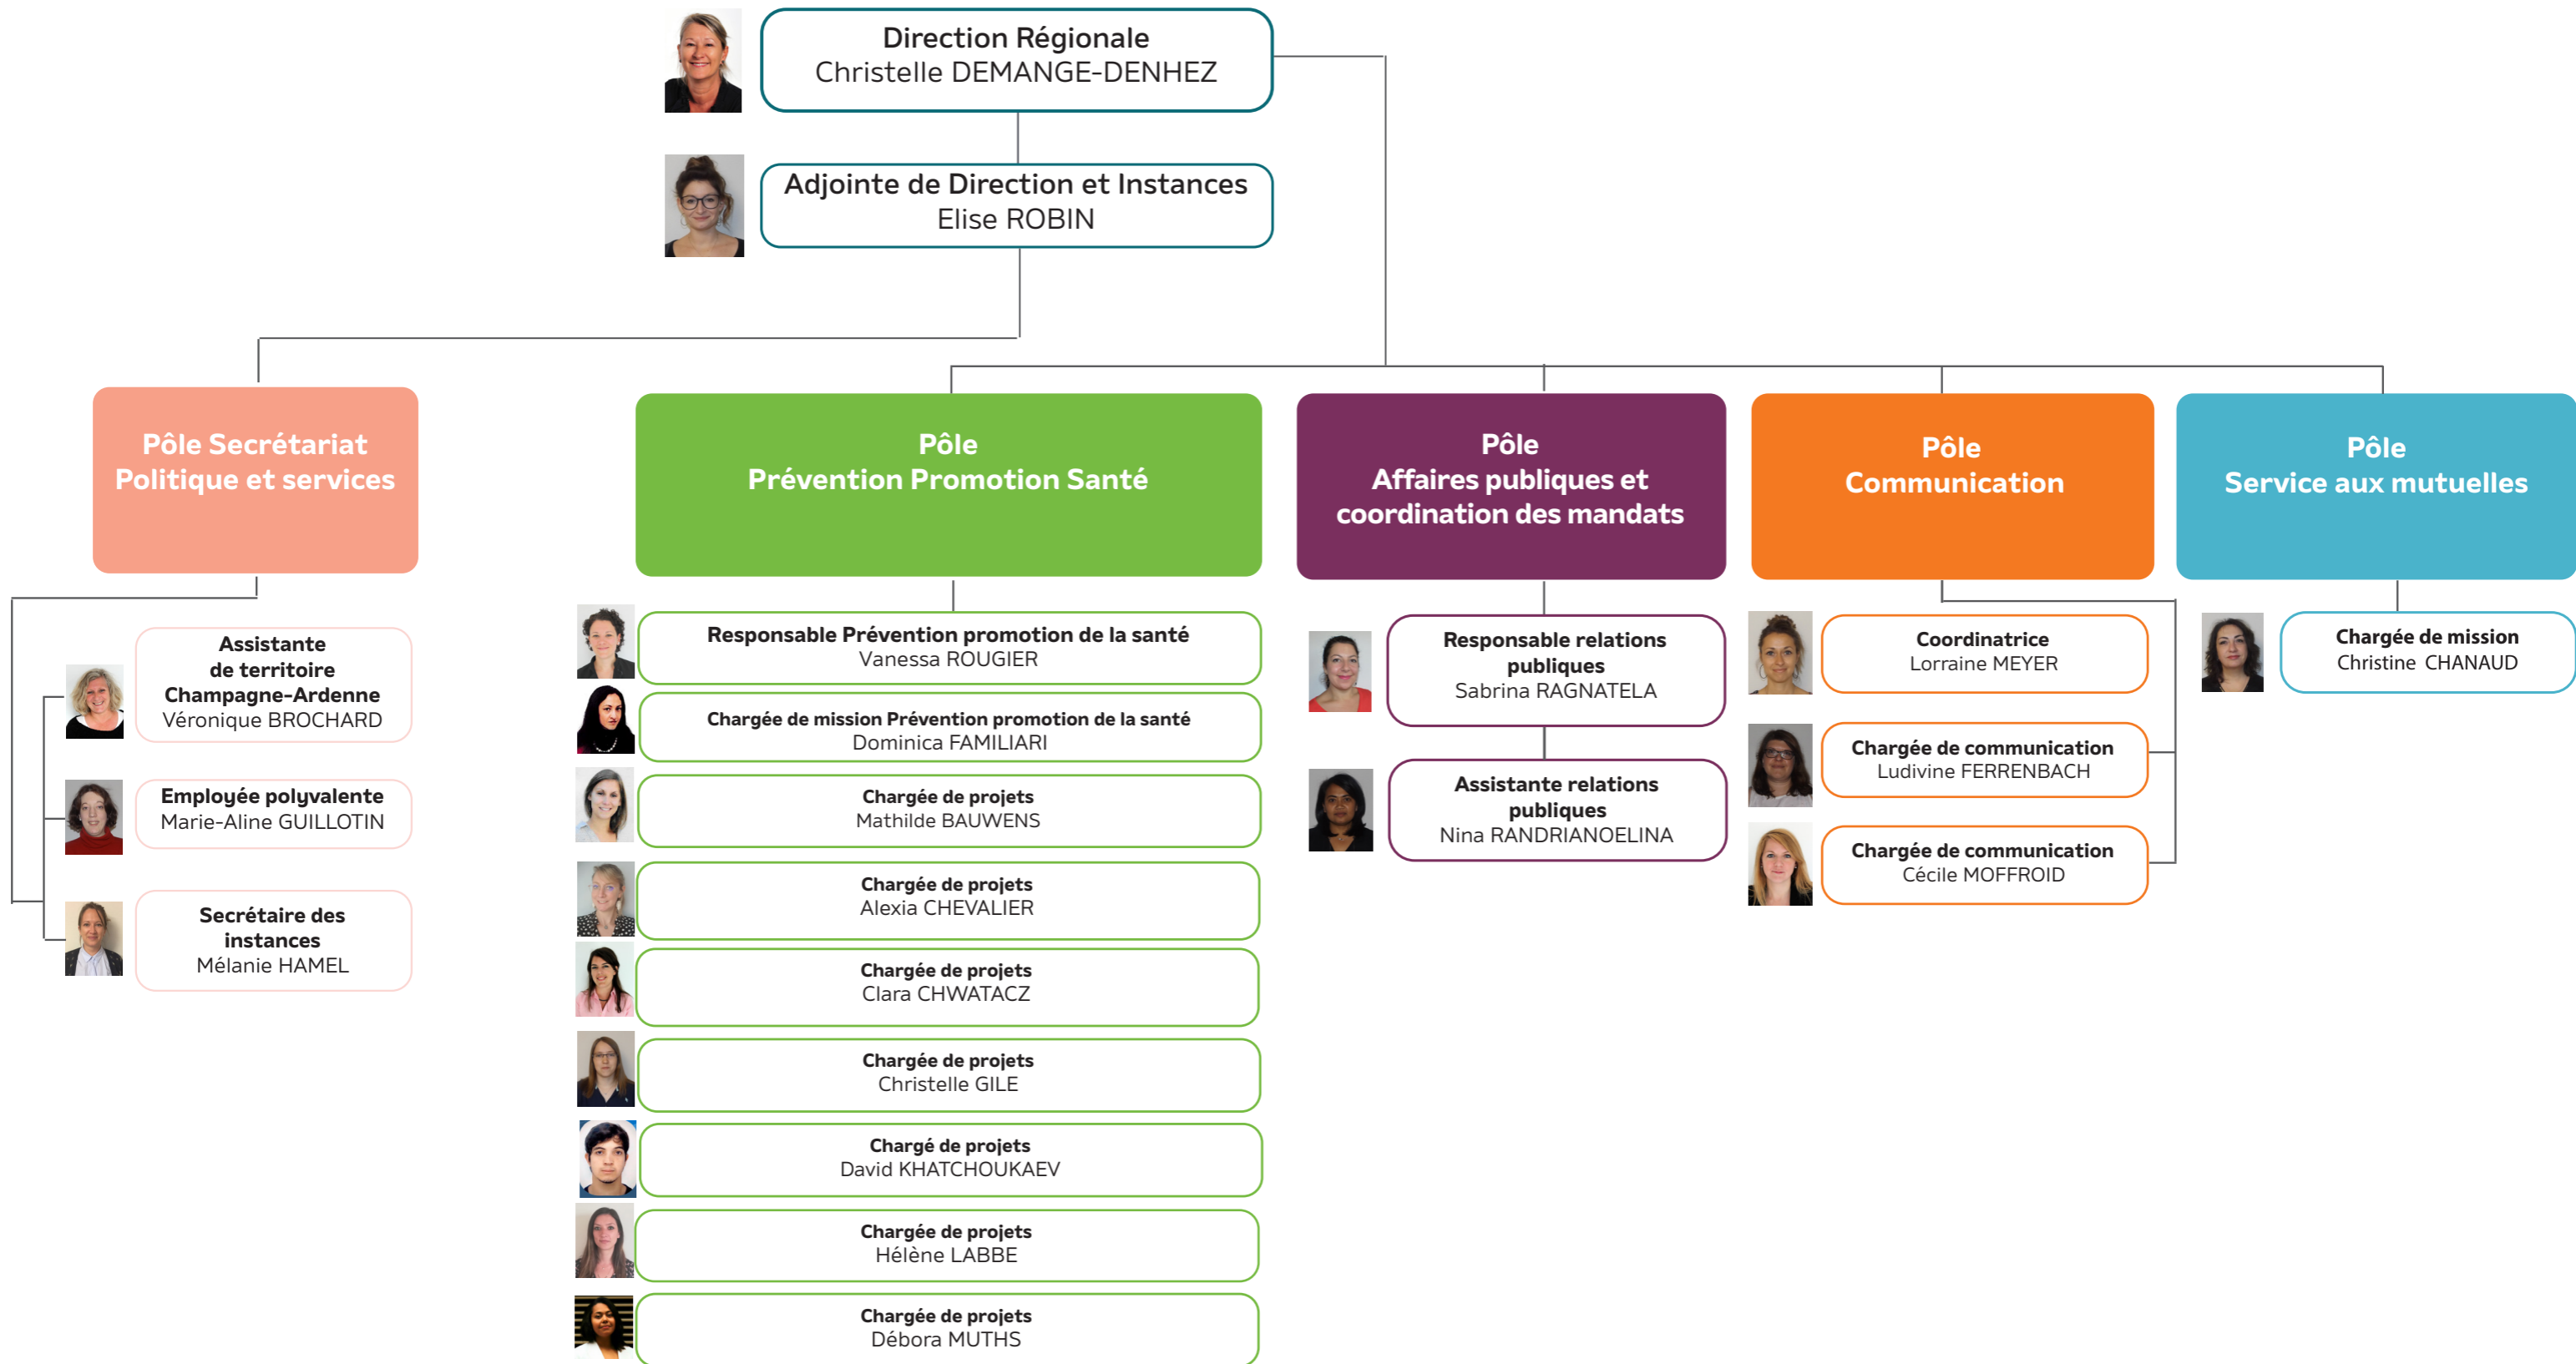 Direction Régionale
Christelle DEMANGE-DENHEZ
Adjointe de Direction et Instances
Elise ROBIN
Pôle Secrétariat
Politique et services
Assistante
de territoire
Champagne-Ardenne
Véronique BROCHARD
Employée polyvalente
Marie-Aline GUILLOTIN
Secrétaire des
instances
Mélanie HAMEL
Pôle
Prévention Promotion Santé
Responsable Prévention promotion de la santé
Vanessa ROUGIER
Chargée de mission Prévention promotion de la santé
Dominica FAMILIARI
Chargée de projets
Mathilde BAUWENS
Chargée de projets
Alexia CHEVALIER
Chargée de projets
Clara CHWATACZ
Chargée de projets
Christelle GILE
Chargé de projets
David KHATCHOUKAEV
Chargée de projets
Hélène LABBE
Chargée de projets
Débora MUTHS
Pôle
Affaires publiques et
coordination des mandats
Responsable relations
publiques
Sabrina RAGNATELA
Assistante relations
publiques
Nina RANDRIANOELINA
Pôle
Communication
Coordinatrice
Lorraine MEYER
Chargée de communication
Ludivine FERRENBACH
Chargée de communication
Cécile MOFFROID
Pôle
Service aux mutuelles
Chargée de mission
Christine CHANAUD